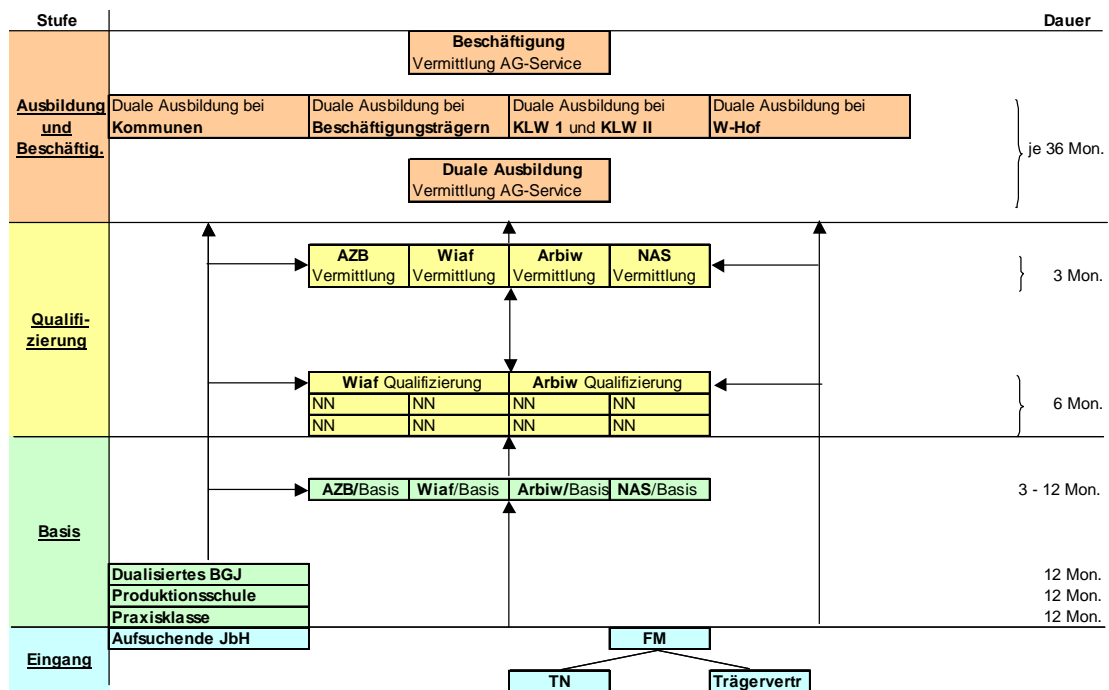 Stufe Dauer
Beschäftigung
Vermittlung AG-Service
Ausbildung und Beschäftig.
Duale Ausbildung bei Duale Ausbildung bei Duale Ausbildung bei Duale Ausbildung bei
Kommunen Beschäftigungsträgern KLW 1 und KLW II W-Hof
je 36 Mon.
Duale Ausbildung
Vermittlung AG-Service
AZB Wiaf Arbiw NAS
Vermittlung Vermittlung Vermittlung Vermittlung 3 Mon.
Qualifi-
zierung
Wiaf Qualifizierung Arbiw Qualifizierung
NN NN NN NN 6 Mon.
NN NN NN NN
AZB/Basis Wiaf/Basis Arbiw/Basis NAS/Basis 3 - 12 Mon.
Basis
Dualisiertes BGJ 12 Mon.
Produktionsschule 12 Mon.
Praxisklasse 12 Mon.
Aufsuchende JbH FM
Eingang
TN Trägervertr